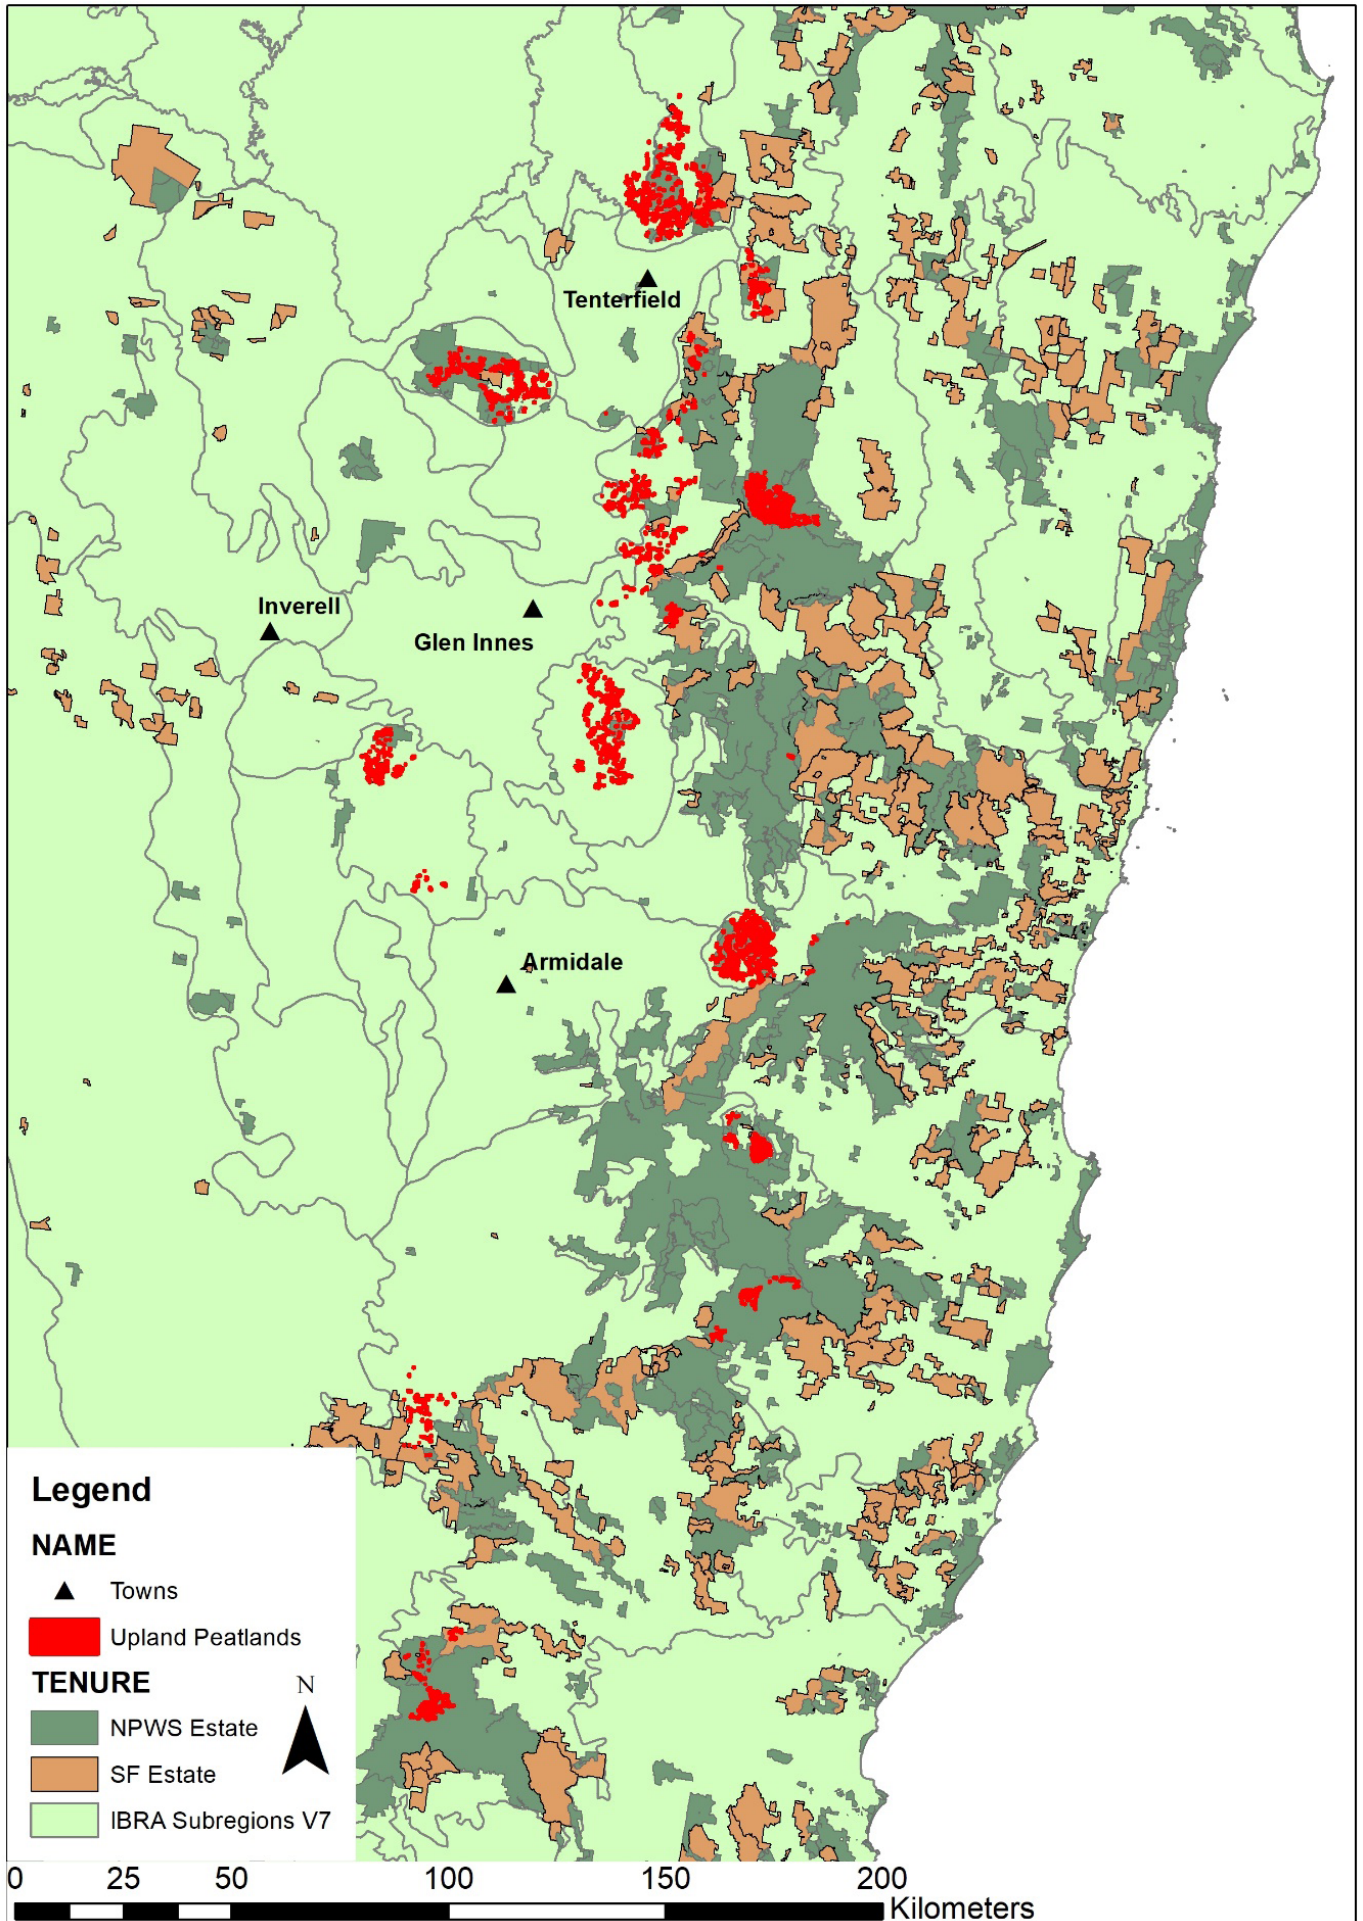 Tenterfield
Inverell
Glen Innes
Armidale
Legend
NAME
Towns
Upland Peatlands
TENURE
N
NPWS Estate
SF Estate
IBRA Subregions V7
0 25 50 100 150 200
Kilometers